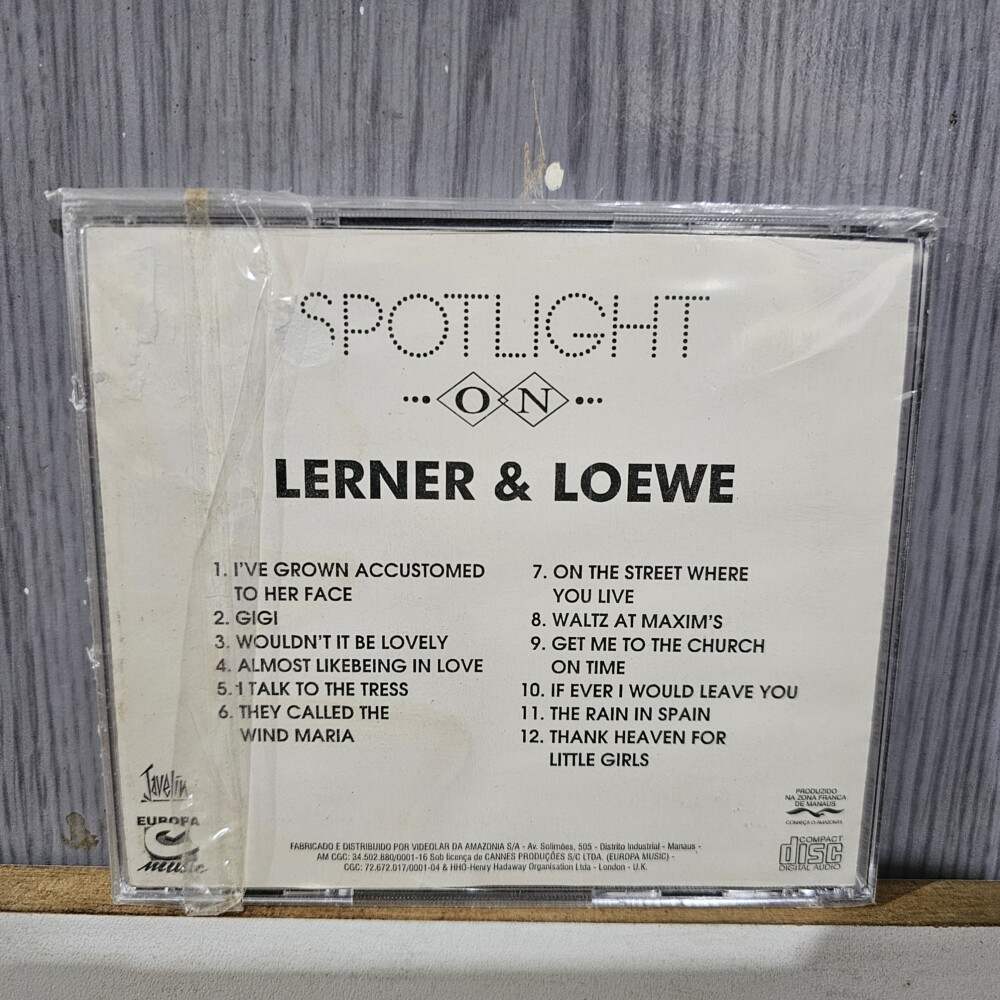 SPOTLIGHT
ON
LERNER & LOEWE
1. I'VE GROWN ACCUSTOMED
TO HER FACE
2. GIGI
3. WOULDN'T IT BE LOVELY
4. ALMOST LIKEBEING IN LOVE
5. I TALK TO THE TRESS
6. THEY CALLED THE
WIND MARIA
7. ON THE STREET WHERE
YOU LIVE
8. WALTZ AT MAXIM'S
9. GET ME TO THE CHURCH
ON TIME
10. IF EVER I WOULD LEAVE YOU
11. THE RAIN IN SPAIN
12. THANK HEAVEN FOR
LITTLE GIRLS
Javelin
EUROPA
music
FABRICADO E DISTRIBUIDO POR VIDEOLAR DA AMAZONIA S/A - Av. Solimões, 505 - Distrito Industrial - Manaus -
AM CGC: 34.502.880/0001-16 Sob licença de CANNES PRODUÇÕES S/C LTDA. (EUROPA MUSIC) -
CGC: 72.672.017/0001-04 & HHO-Henry Hadaway Organisation Ltda - London - U.K.
PRODUZIDO
NA ZONA FRANCA
DE MANAUS
CONHEÇA O AMAZONAS
COMPACT
disc
DIGITAL AUDIO